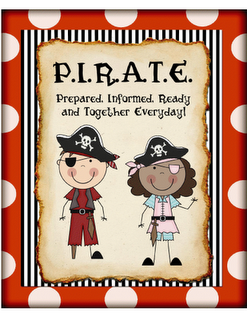 P.I.R.A.T.E.
Prepared. Informed. Ready
and Together Everyday!